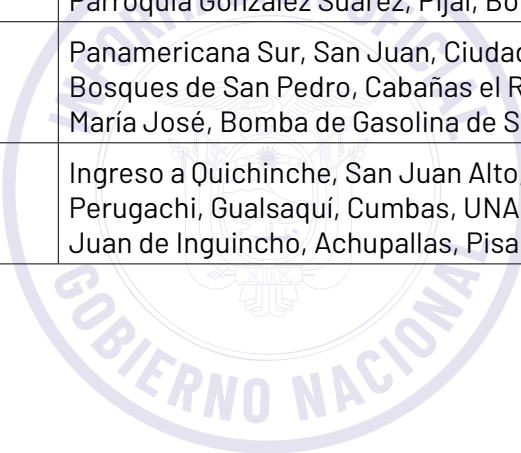 Parroquia González Suárez, Pijal, Bo
Panamericana Sur, San Juan, Ciudad
Bosques de San Pedro, Cabañas el R
María José, Bomba de Gasolina de S
Ingreso a Quichinche, San Juan Alto,
Perugachi, Gualsaquí, Cumbas, UNA
Juan de Inguincho, Achupallas, Pisa
INFORMACIÓN OFICIAL
GOBIERNO NACIONAL